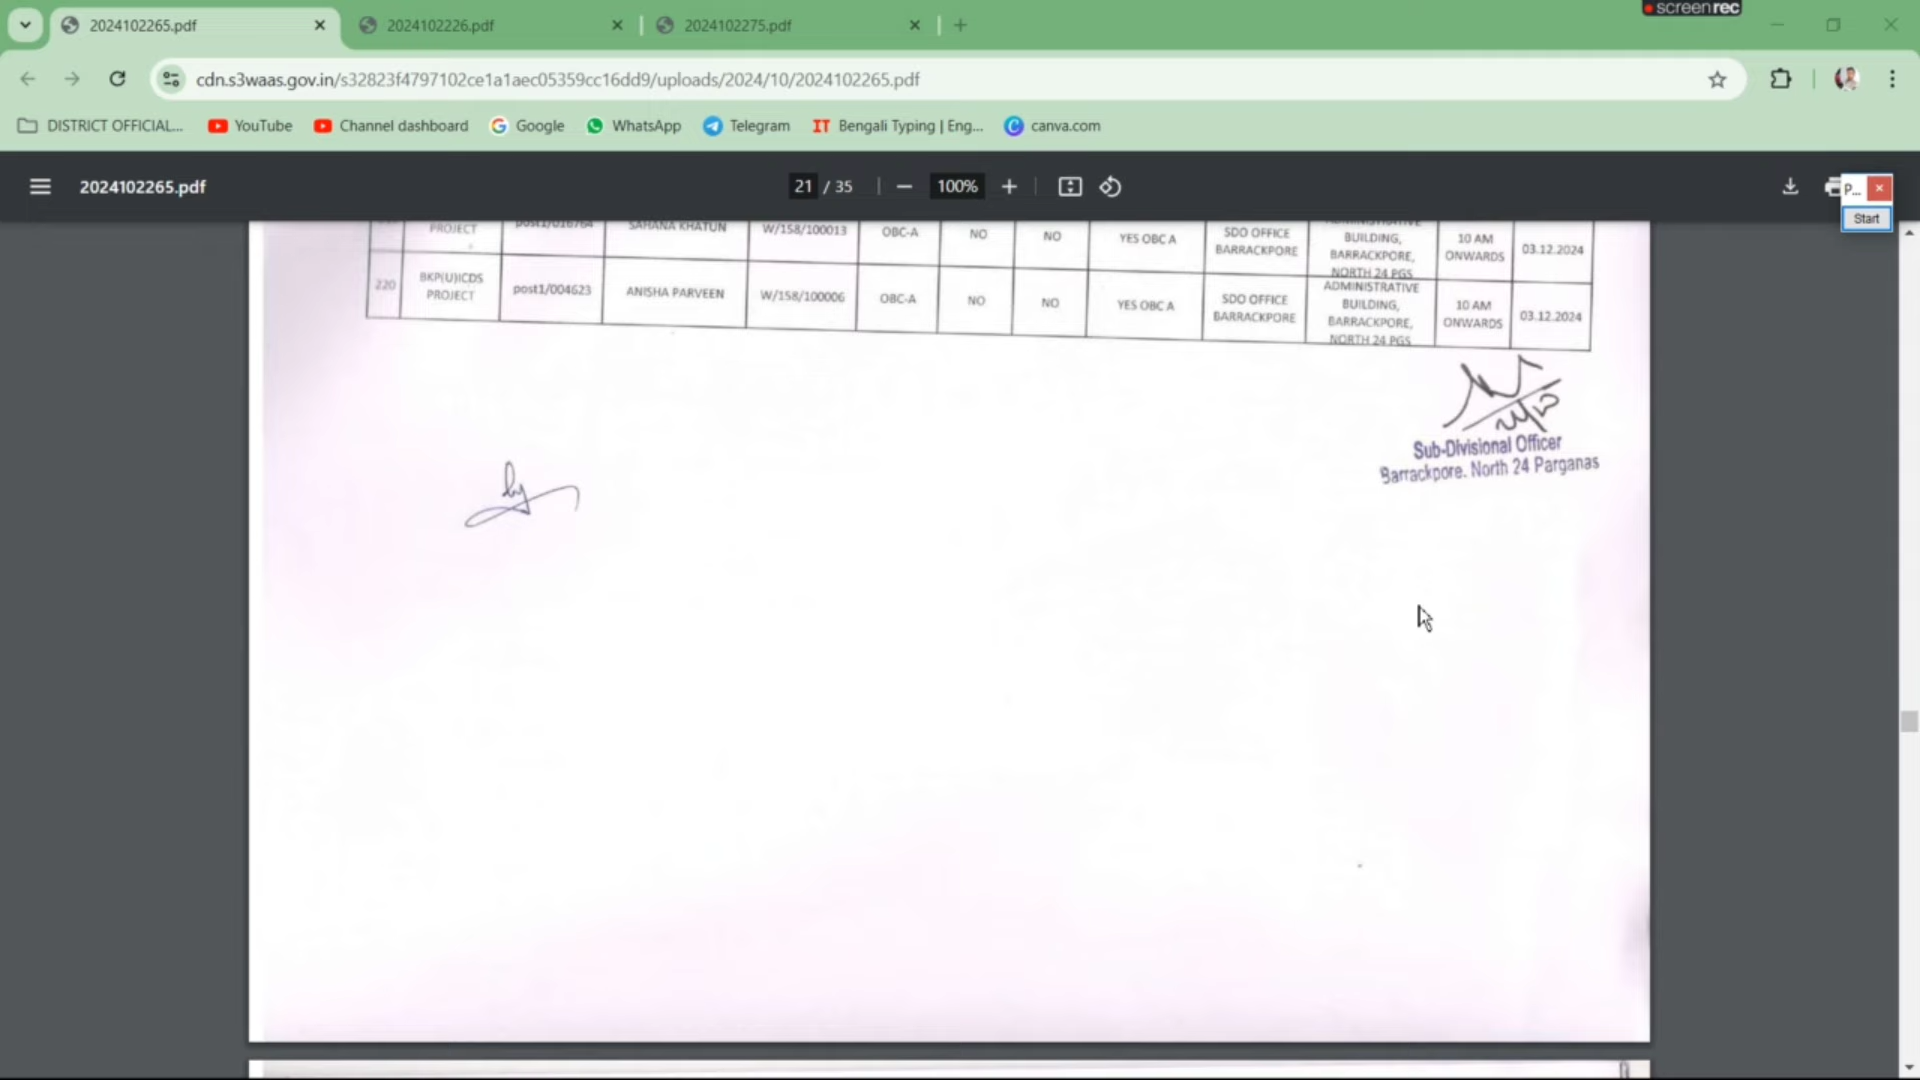 screenrec
2024102265.pdf
2024102226.pdf
2024102275.pdf
cdn.s3waas.gov.in/s32823f4797102ce1a1aec05359cc16dd9/uploads/2024/10/2024102265.pdf
DISTRICT OFFICIAL...
YouTube
Channel dashboard
Google
WhatsApp
Telegram
IT Bengali Typing | Eng...
canva.com
2024102265.pdf
21 / 35
100%
P...
Start
PROJECT post1/016764 SAHANA KHATUN W/158/100013 OBC-A NO NO YES OBC A SDO OFFICE BARRACKPORE ADMINISTRATIVE BUILDING, BARRACKPORE, NORTH 24 PGS 10 AM ONWARDS 03.12.2024
220 BKP(U)ICDS PROJECT post1/004623 ANISHA PARVEEN W/158/100006 OBC-A NO NO YES OBC A SDO OFFICE BARRACKPORE ADMINISTRATIVE BUILDING, BARRACKPORE, NORTH 24 PGS 10 AM ONWARDS 03.12.2024
Sub-Divisional Officer
Barrackpore. North 24 Parganas